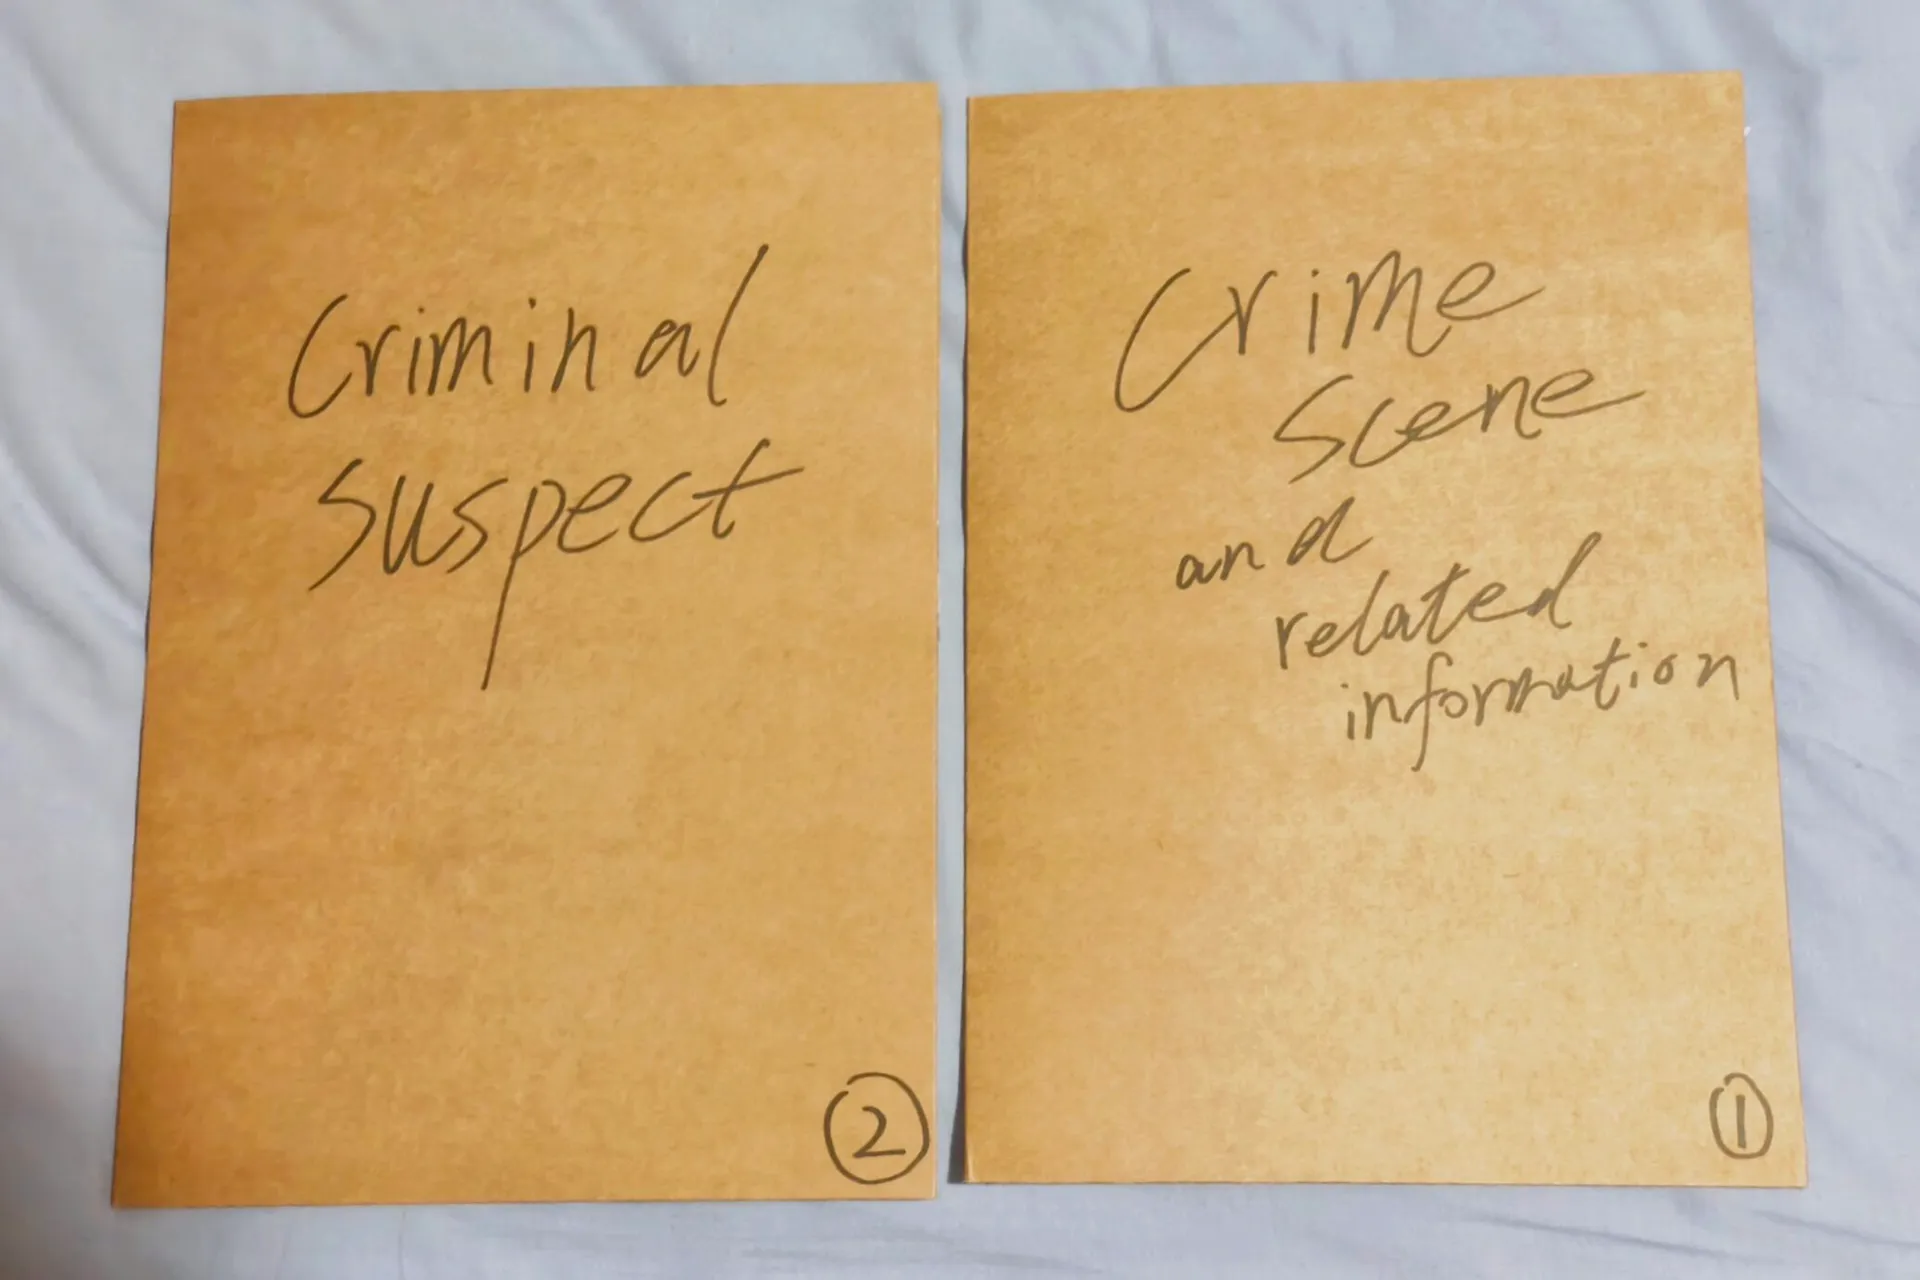 Criminal
suspect
②
Crime
scene
and
related
information
①